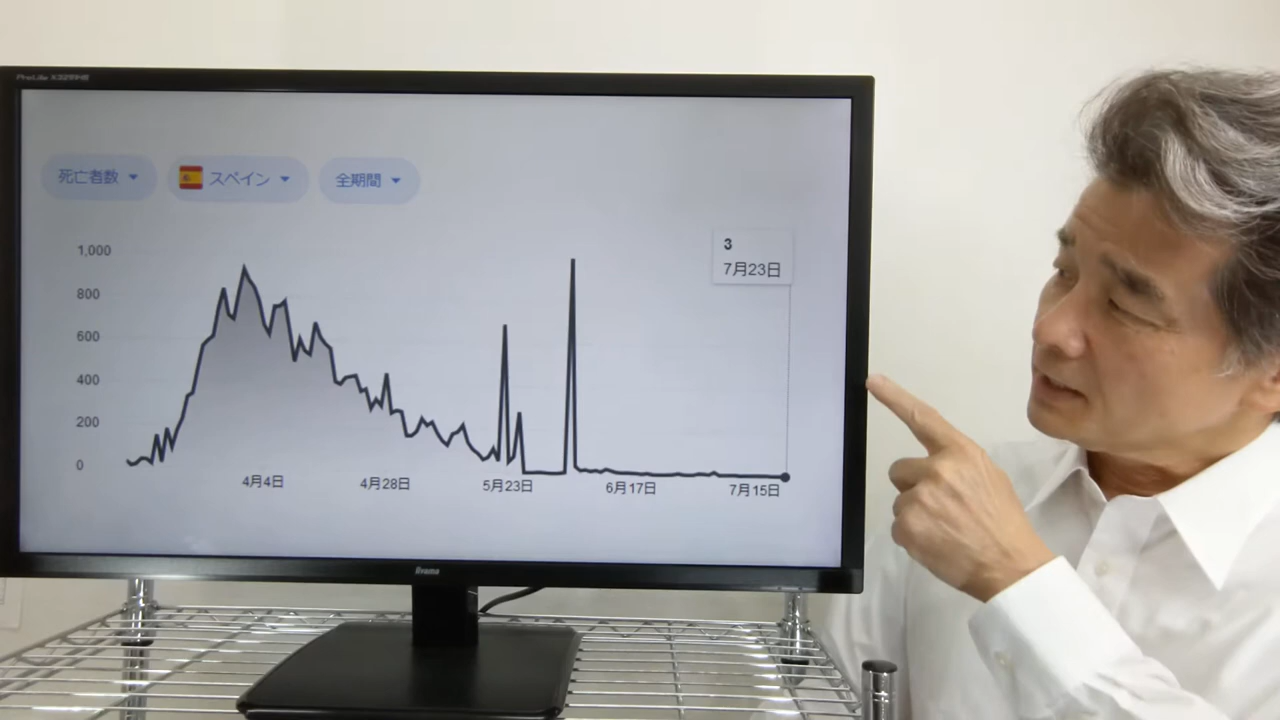 ProLite X3291HS
死亡者数
スペイン
全期間
1,000
800
600
400
200
0
3
7月23日
4月4日
4月28日
5月23日
6月17日
7月15日
iiyama